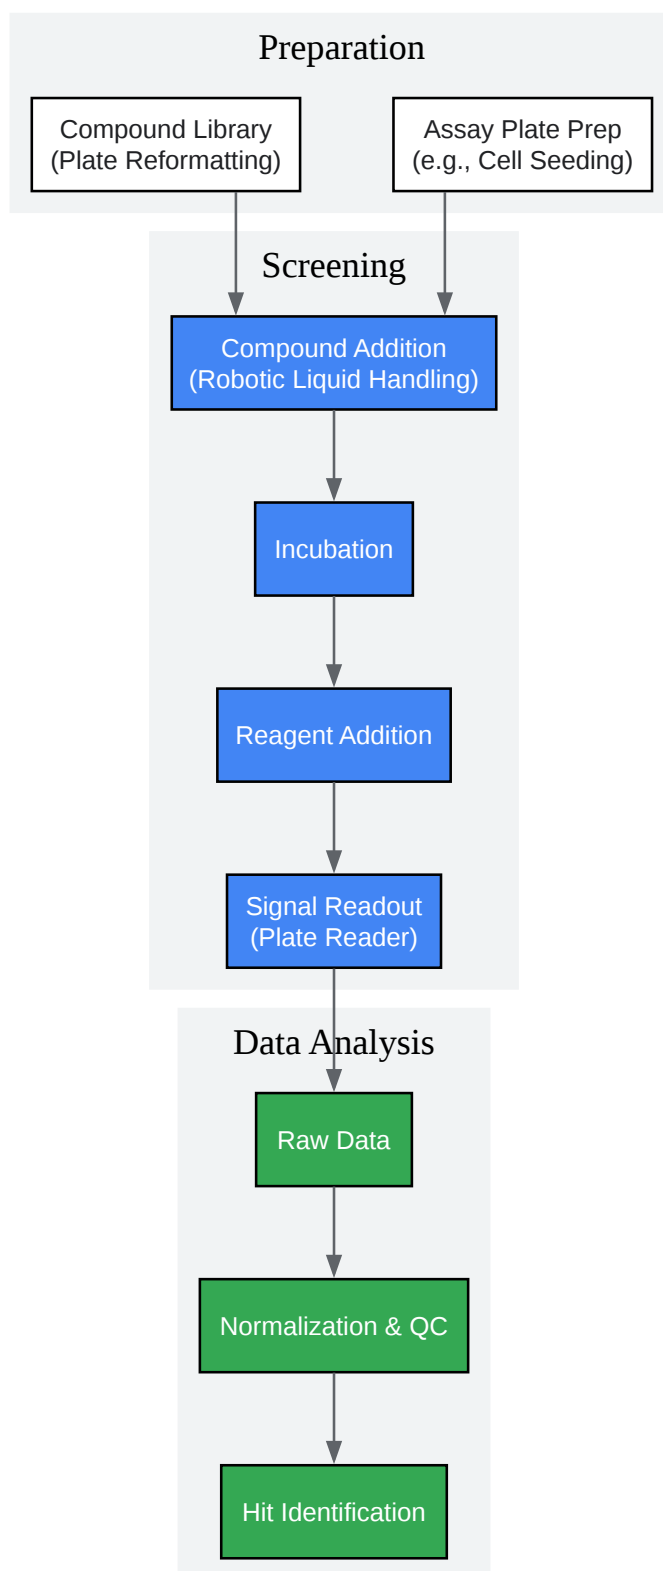 Preparation
Compound Library
(Plate Reformatting)
Assay Plate Prep
(e.g., Cell Seeding)
Screening
Compound Addition
(Robotic Liquid Handling)
Incubation
Reagent Addition
Signal Readout
(Plate Reader)
Data Analysis
Raw Data
Normalization & QC
Hit Identification